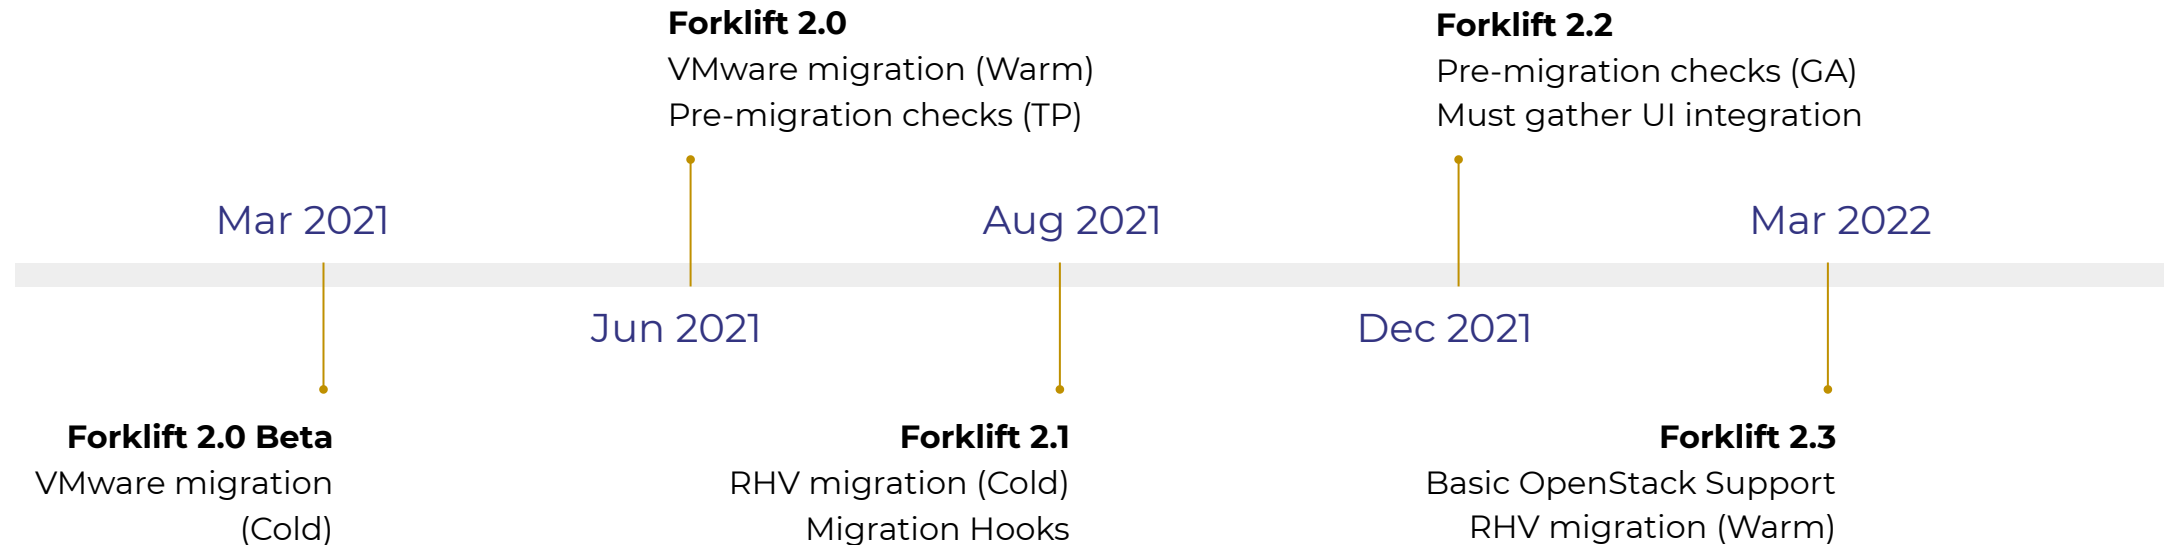 Forklift 2.0
VMware migration (Warm)
Pre-migration checks (TP)
Forklift 2.2
Pre-migration checks (GA)
Must gather UI integration
Mar 2021
Aug 2021
Mar 2022
Jun 2021
Dec 2021
Forklift 2.0 Beta
VMware migration
(Cold)
Forklift 2.1
RHV migration (Cold)
Migration Hooks
Forklift 2.3
Basic OpenStack Support
RHV migration (Warm)